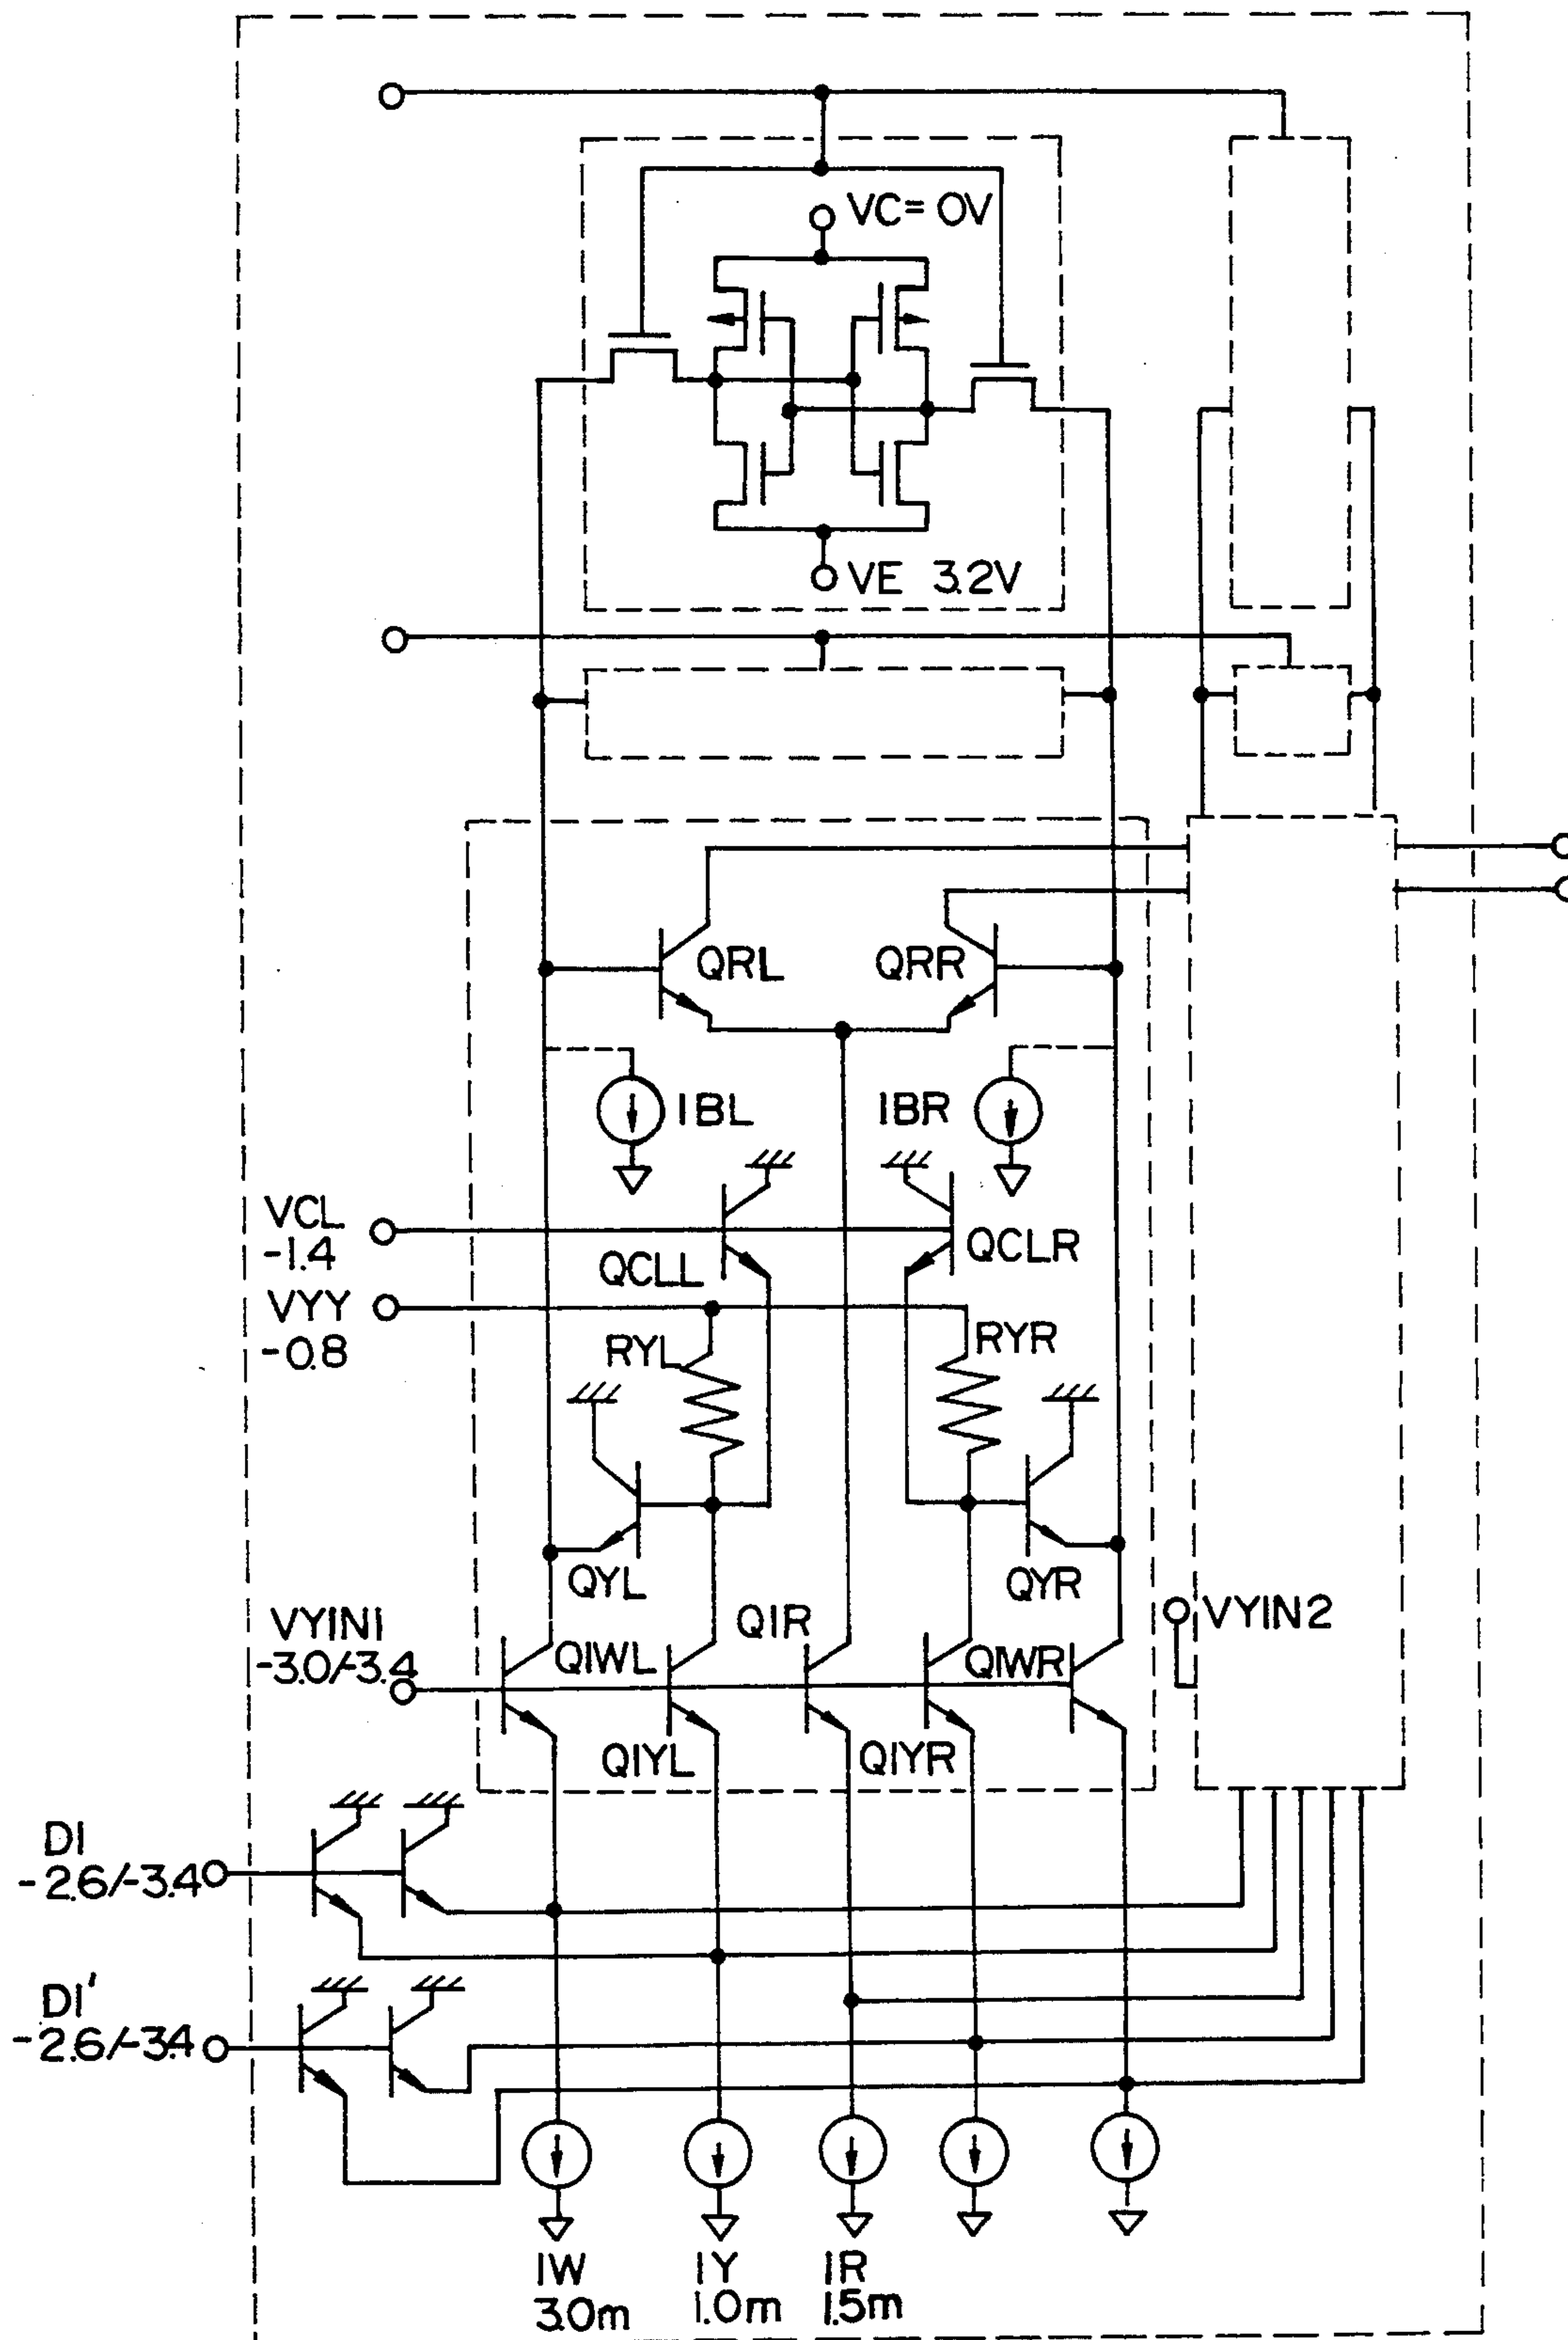 VC= 0V
VE 3.2V
QRL
QRR
IBL
IBR
VCL
-1.4
QCLL
QCLR
VYY
-0.8
RYL
RYR
QYL
QYR
VYIN1
-3.0/-3.4
QIWL
QIR
QIWR
VYIN2
QIYL
QIYR
DI
-2.6/-3.4
DI'
-2.6/-3.4
IW
3.0m
IY
1.0m
IR
1.5m